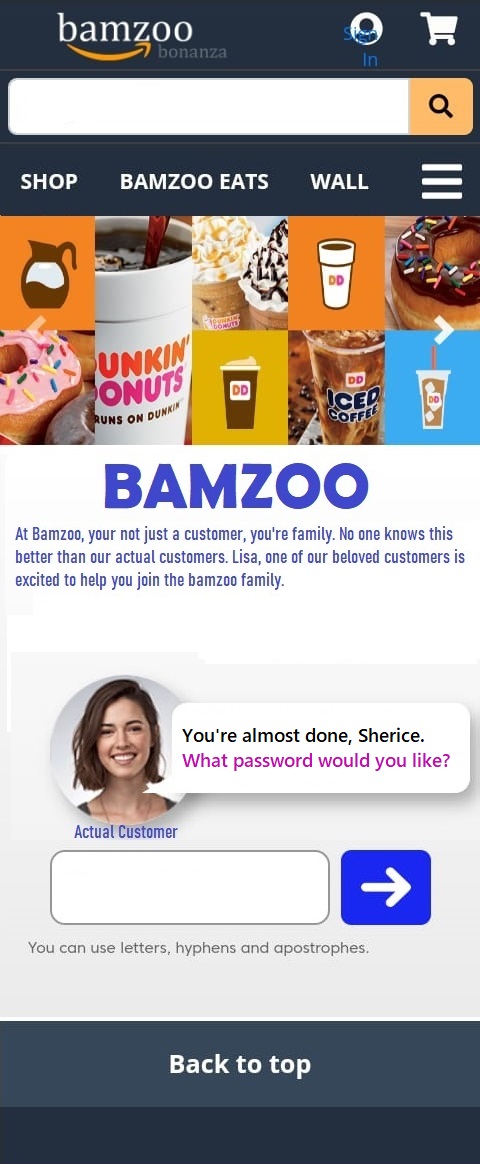 bamzoo
bonanza
Sign
In
SHOP
BAMZOO EATS
WALL
DUNKIN'
DONUTS
RUNS ON DUNKIN'
DUNKIN'
DONUTS
DD
DD
DD
ICED
COFFEE
DD
BAMZOO
At Bamzoo, your not just a customer, you're family. No one knows this
better than our actual customers. Lisa, one of our beloved customers is
excited to help you join the bamzoo family.
You're almost done, Sherice.
What password would you like?
Actual Customer
You can use letters, hyphens and apostrophes.
Back to top